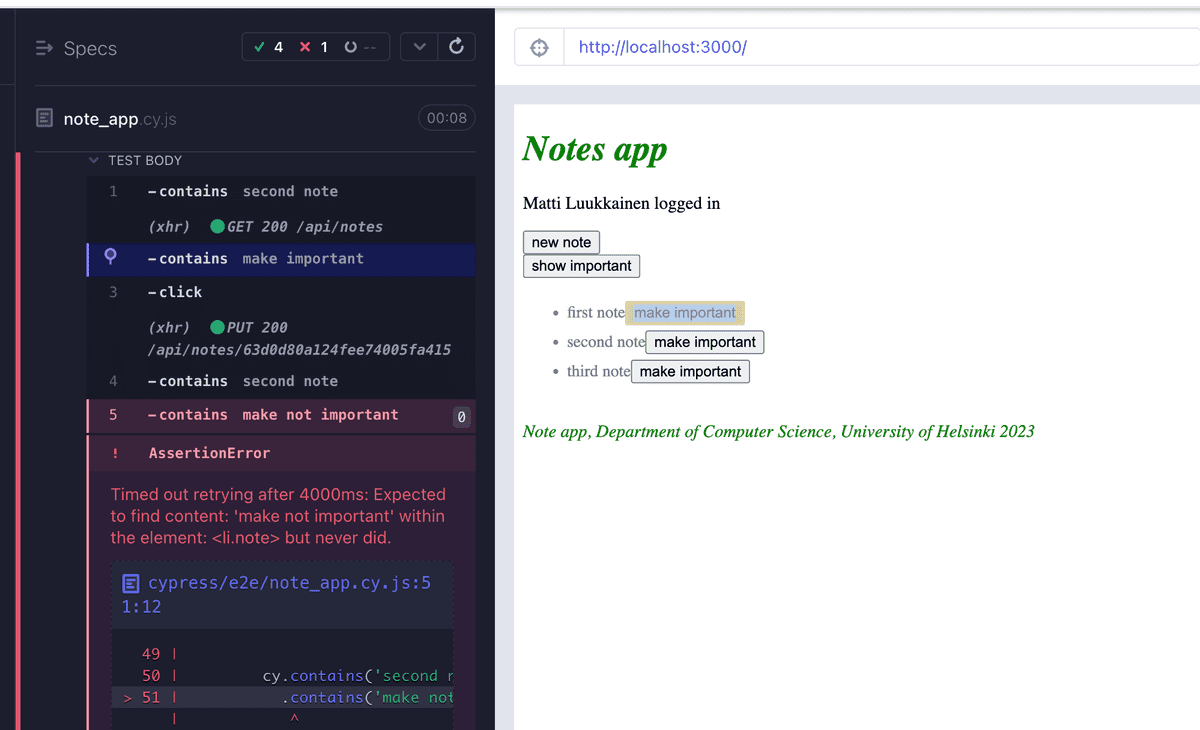 Specs
4 1 --
note_app.cy.js
00:08
TEST BODY
1 -contains second note
(xhr) GET 200 /api/notes
-contains make important
3 -click
(xhr) PUT 200
/api/notes/63d0d80a124fee74005fa415
4 -contains second note
5 -contains make not important 0
! AssertionError
Timed out retrying after 4000ms: Expected
to find content: 'make not important' within
the element: <li.note> but never did.
cypress/e2e/note_app.cy.js:5
1:12
49 |
50 | cy.contains('second n
> 51 | .contains('make not
| ^
http://localhost:3000/
Notes app
Matti Luukkainen logged in
new note
show important
• first note make important
• second note make important
• third note make important
Note app, Department of Computer Science, University of Helsinki 2023